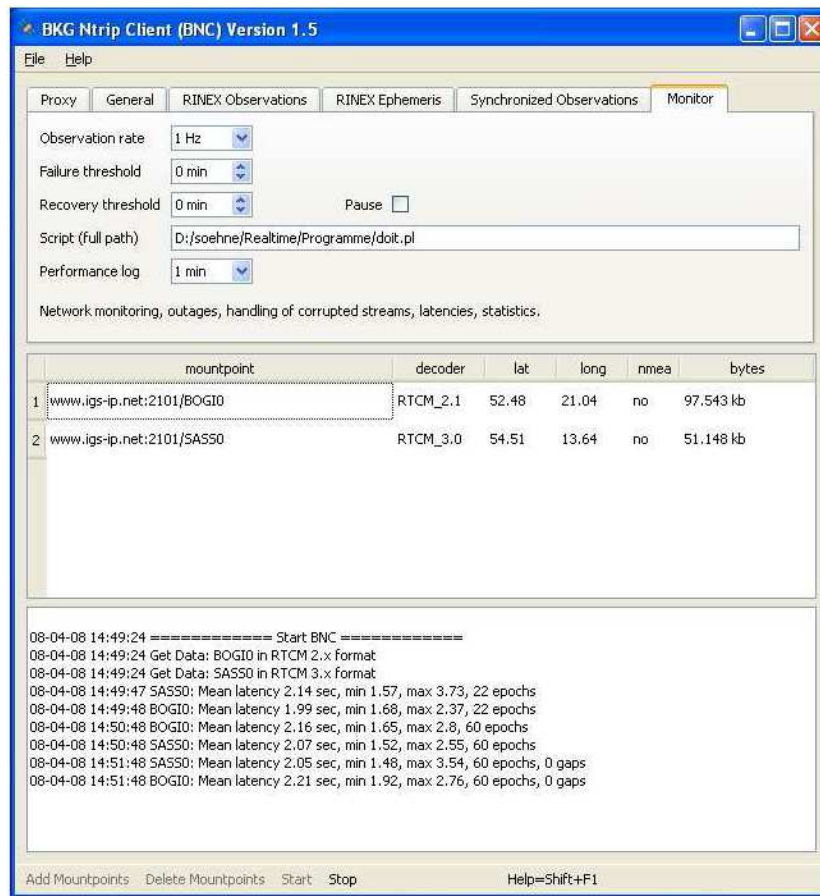 BKG Ntrip Client (BNC) Version 1.5
File Help
Proxy General RINEX Observations RINEX Ephemeris Synchronized Observations Monitor
Observation rate 1 Hz
Failure threshold 0 min
Recovery threshold 0 min Pause
Script (full path) D:/soehne/Realtime/Programme/doit.pl
Performance log 1 min
Network monitoring, outages, handling of corrupted streams, latencies, statistics.
mountpoint decoder lat long nmea bytes
1 www.igs-ip.net:2101/BOGI0 RTCM_2.1 52.48 21.04 no 97.543 kb
2 www.igs-ip.net:2101/SASS0 RTCM_3.0 54.51 13.64 no 51.148 kb
08-04-08 14:49:24 ============ Start BNC ============
08-04-08 14:49:24 Get Data: BOGI0 in RTCM 2.x format
08-04-08 14:49:24 Get Data: SASS0 in RTCM 3.x format
08-04-08 14:49:47 SASS0: Mean latency 2.14 sec, min 1.57, max 3.73, 22 epochs
08-04-08 14:49:48 BOGI0: Mean latency 1.99 sec, min 1.68, max 2.37, 22 epochs
08-04-08 14:50:48 BOGI0: Mean latency 2.16 sec, min 1.65, max 2.8, 60 epochs
08-04-08 14:50:48 SASS0: Mean latency 2.07 sec, min 1.52, max 2.55, 60 epochs
08-04-08 14:51:48 SASS0: Mean latency 2.05 sec, min 1.48, max 3.54, 60 epochs, 0 gaps
08-04-08 14:51:48 BOGI0: Mean latency 2.21 sec, min 1.92, max 2.76, 60 epochs, 0 gaps
Add Mountpoints Delete Mountpoints Start Stop Help=Shift+F1